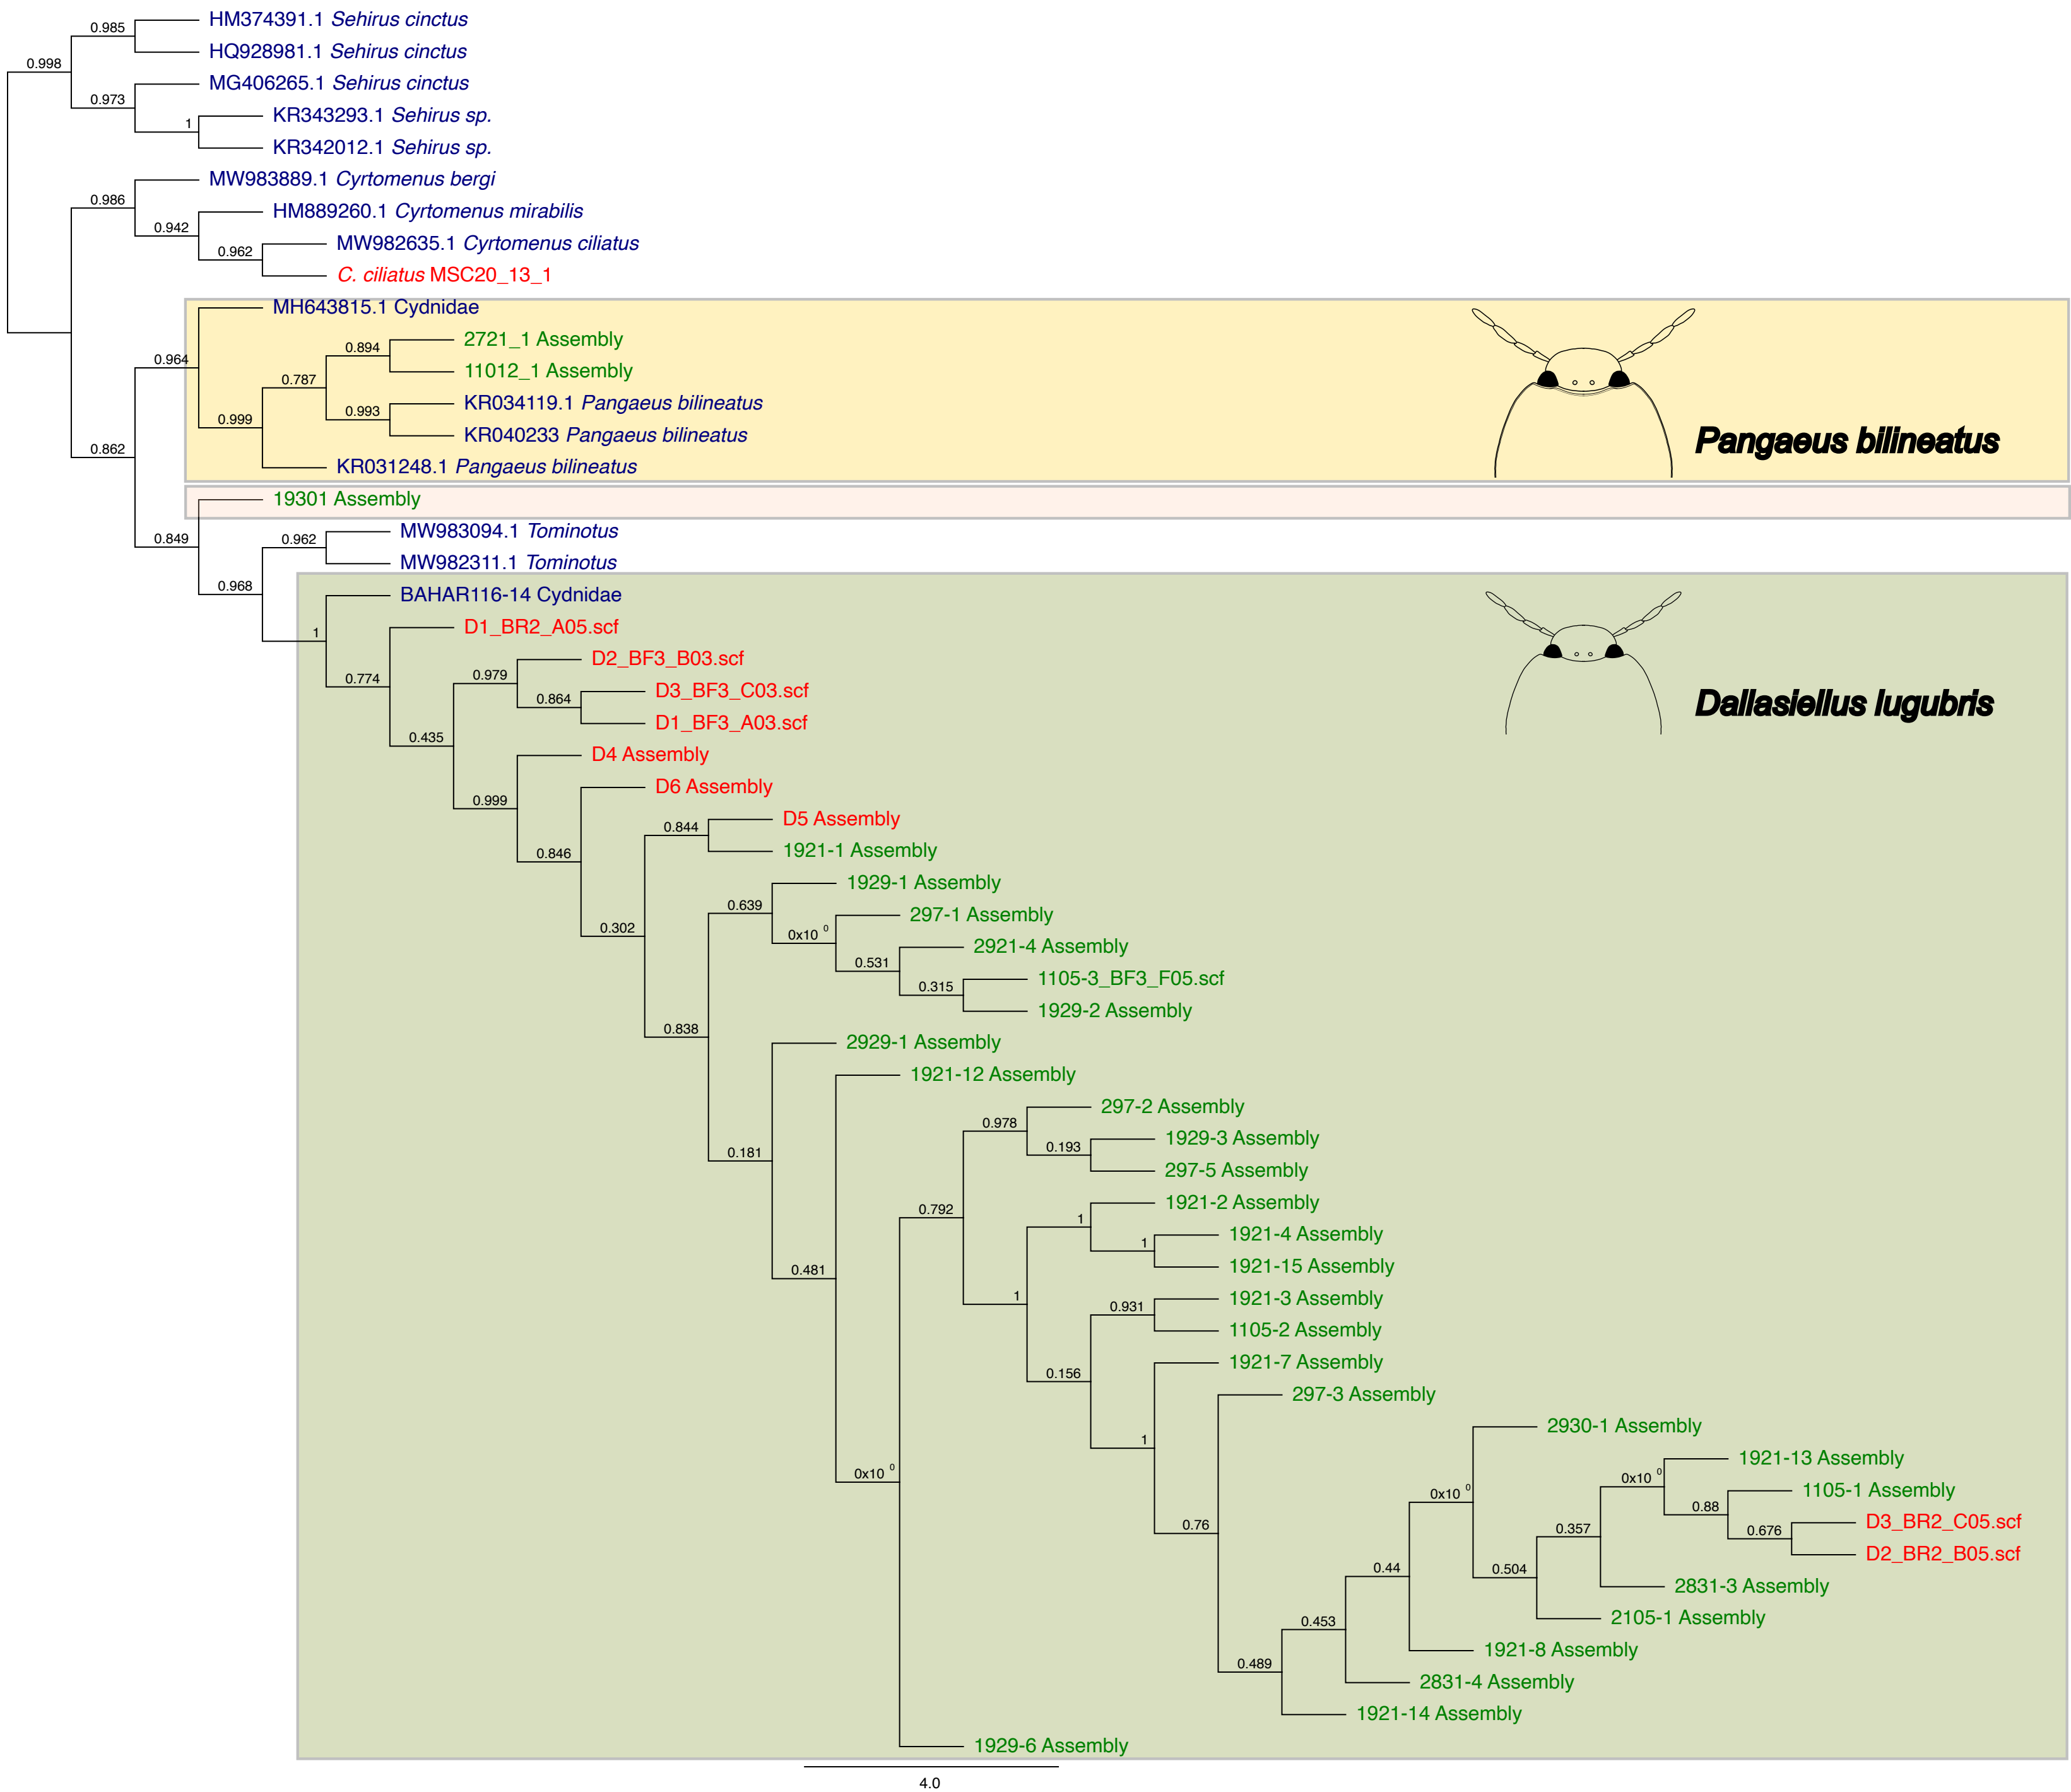 HM374391.1 Sehirus cinctus
0.985
HQ928981.1 Sehirus cinctus
0.998
MG406265.1 Sehirus cinctus
0.973
KR343293.1 Sehirus sp.
1
KR342012.1 Sehirus sp.
MW983889.1 Cyrtomenus bergi
0.986
HM889260.1 Cyrtomenus mirabilis
0.942
MW982635.1 Cyrtomenus ciliatus
0.962
C. ciliatus MSC20_13_1
MH643815.1 Cydnidae
2721_1 Assembly
0.894
0.964
11012_1 Assembly
0.787
KR034119.1 Pangaeus bilineatus
0.993
0.999
KR040233 Pangaeus bilineatus
Pangaeus bilineatus
0.862
KR031248.1 Pangaeus bilineatus
19301 Assembly
MW983094.1 Tominotus
0.849
0.962
MW982311.1 Tominotus
0.968
BAHAR116-14 Cydnidae
D1_BR2_A05.scf
1
D2_BF3_B03.scf
0.774
0.979
D3_BF3_C03.scf
0.864
Dallasiellus lugubris
D1_BF3_A03.scf
0.435
D4 Assembly
D6 Assembly
0.999
D5 Assembly
0.844
1921-1 Assembly
0.846
1929-1 Assembly
0.639
297-1 Assembly
0.302
0x10 0
2921-4 Assembly
0.531
1105-3_BF3_F05.scf
0.315
1929-2 Assembly
0.838
2929-1 Assembly
1921-12 Assembly
297-2 Assembly
0.978
1929-3 Assembly
0.193
0.181
297-5 Assembly
1921-2 Assembly
0.792
1
1921-4 Assembly
1
1921-15 Assembly
0.481
1
1921-3 Assembly
0.931
1105-2 Assembly
1921-7 Assembly
0.156
297-3 Assembly
2930-1 Assembly
1
1921-13 Assembly
0x10 0
0x10 0
1105-1 Assembly
0x10 0
0.88
D3_BR2_C05.scf
0.76
0.357
0.676
D2_BR2_B05.scf
0.44
0.504
2831-3 Assembly
2105-1 Assembly
0.453
1921-8 Assembly
0.489
2831-4 Assembly
1921-14 Assembly
1929-6 Assembly
4.0